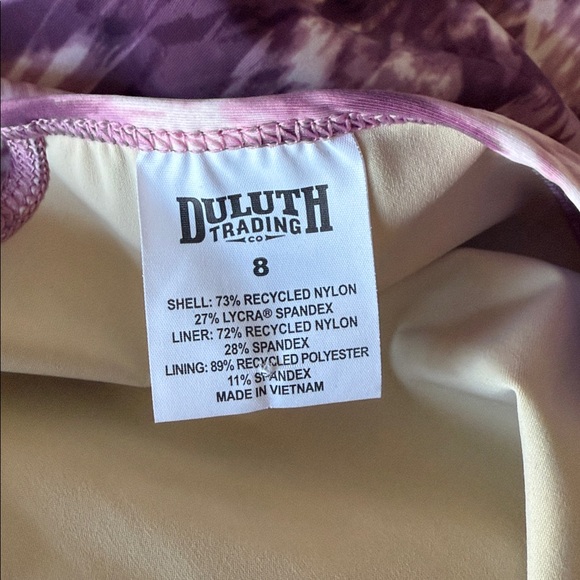 DULUTH
TRADING
CO
8
SHELL: 73% RECYCLED NYLON
27% LYCRA® SPANDEX
LINER: 72% RECYCLED NYLON
28% SPANDEX
LINING: 89% RECYCLED POLYESTER
11% SPANDEX
MADE IN VIETNAM